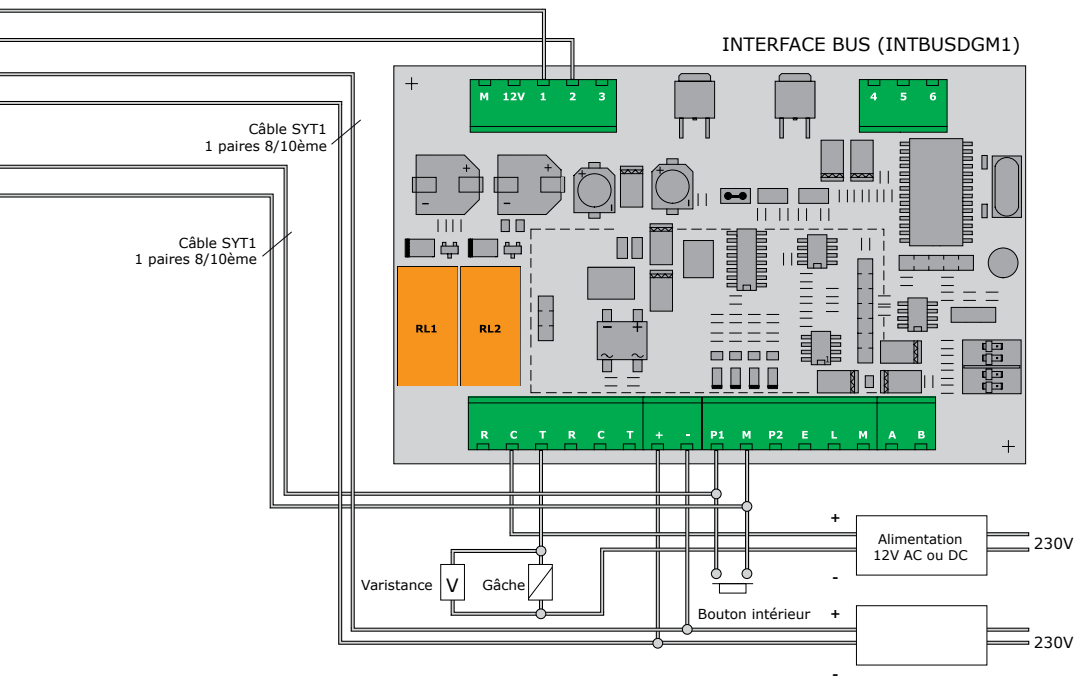 INTERFACE BUS (INTBUSDGM1)
M 12V 1 2 3
4 5 6
Câble SYT1
1 paires 8/10ème
Câble SYT1
1 paires 8/10ème
RL1 RL2
R C T R C T + - P1 M P2 E L M A B
+
Alimentation
12V AC ou DC
230V
-
Varistance V Gâche
Bouton intérieur
+
230V
-